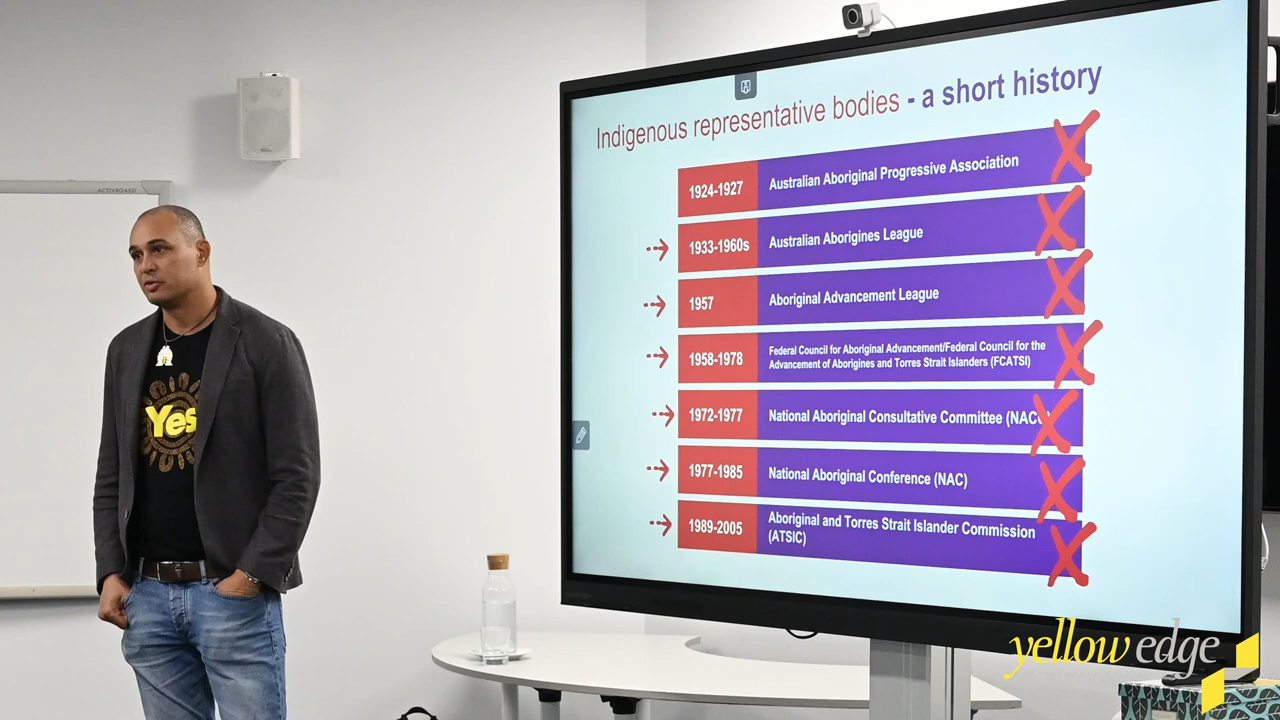 ACTIVBOARD
Yes
Indigenous representative bodies - a short history
1924-1927 Australian Aboriginal Progressive Association
1933-1960s Australian Aborigines League
1957 Aboriginal Advancement League
1958-1978 Federal Council for Aboriginal Advancement/Federal Council for the
Advancement of Aborigines and Torres Strait Islanders (FCATSI)
1972-1977 National Aboriginal Consultative Committee (NACC)
1977-1985 National Aboriginal Conference (NAC)
1989-2005 Aboriginal and Torres Strait Islander Commission
(ATSIC)
yellow edge